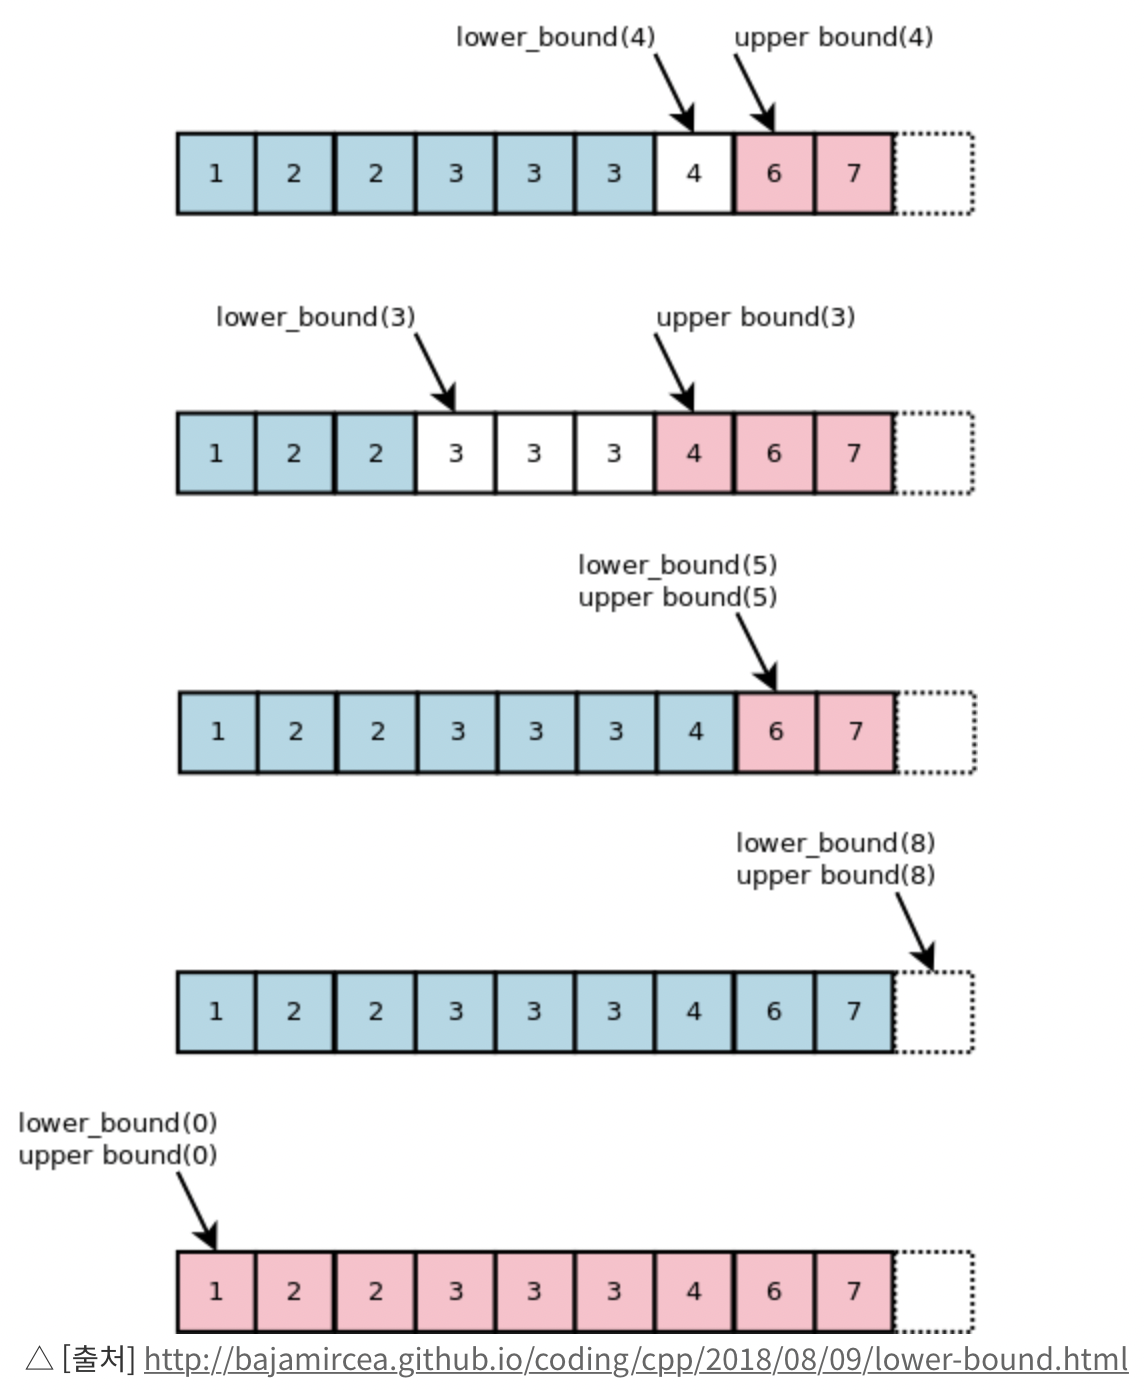 lower_bound(4) upper bound(4)
1 2 2 3 3 3 4 6 7
lower_bound(3) upper bound(3)
1 2 2 3 3 3 4 6 7
lower_bound(5)
upper bound(5)
1 2 2 3 3 3 4 6 7
lower_bound(8)
upper bound(8)
1 2 2 3 3 3 4 6 7
lower_bound(0)
upper bound(0)
1 2 2 3 3 3 4 6 7
△ [출처] http://bajamircea.github.io/coding/cpp/2018/08/09/lower-bound.html